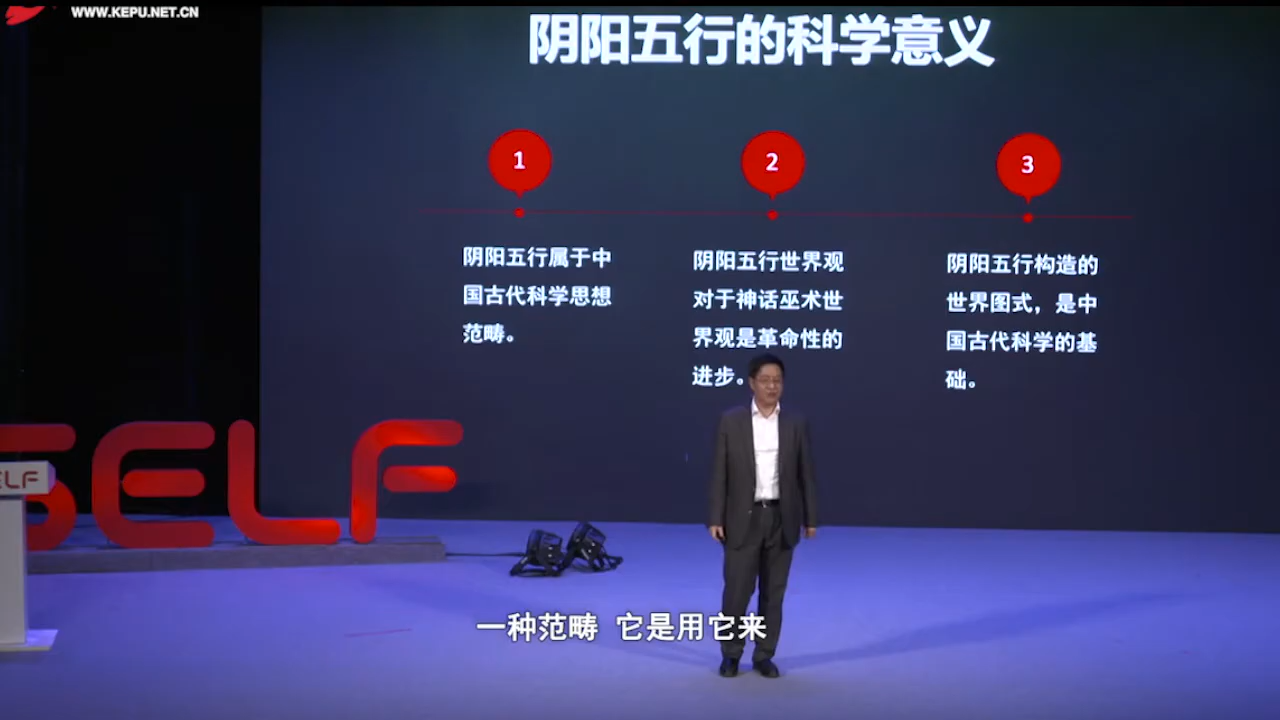 WWW.KEPU.NET.CN
阴阳五行的科学意义
1
2
3
阴阳五行属于中
国古代科学思想
范畴。
阴阳五行世界观
对于神话巫术世
界观是革命性的
进步。
阴阳五行构造的
世界图式，是中
国古代科学的基
础。
SELF
ELF
一种范畴 它是用它来